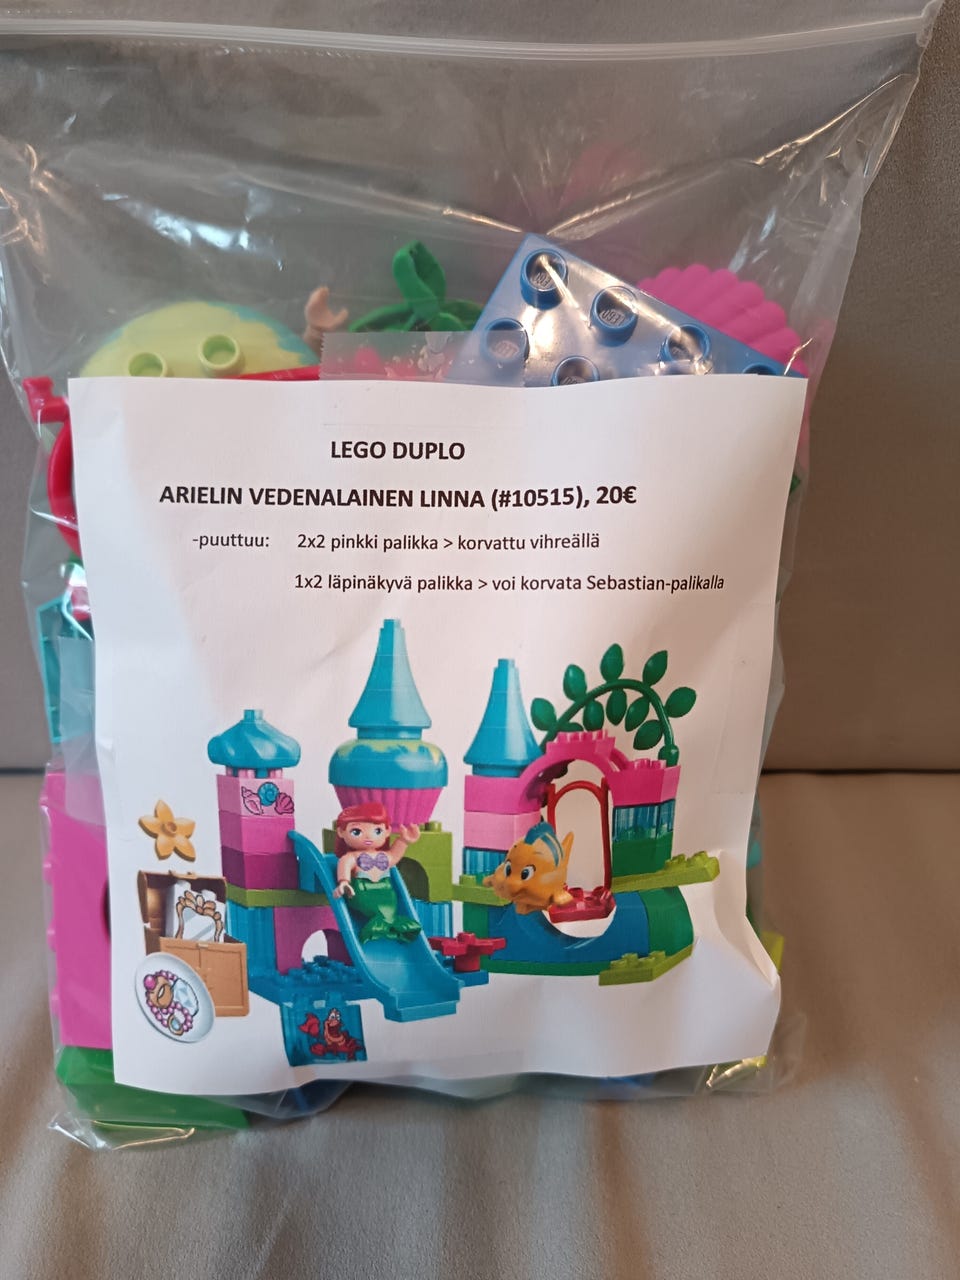 LEGO DUPLO
ARIELIN VEDENALAINEN LINNA (#10515), 20€
-puuttuu: 2x2 pinkki palikka > korvattu vihreällä
1x2 läpinäkyvä palikka > voi korvata Sebastian-palikalla